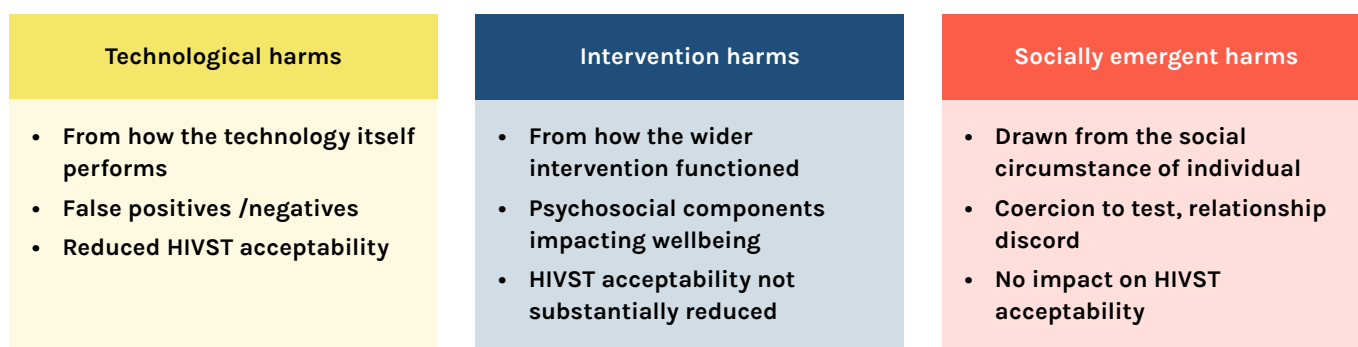 Technological harms
• From how the technology itself
performs
• False positives /negatives
• Reduced HIVST acceptability
Intervention harms
• From how the wider
intervention functioned
• Psychosocial components
impacting wellbeing
• HIVST acceptability not
substantially reduced
Socially emergent harms
• Drawn from the social
circumstance of individual
• Coercion to test, relationship
discord
• No impact on HIVST
acceptability